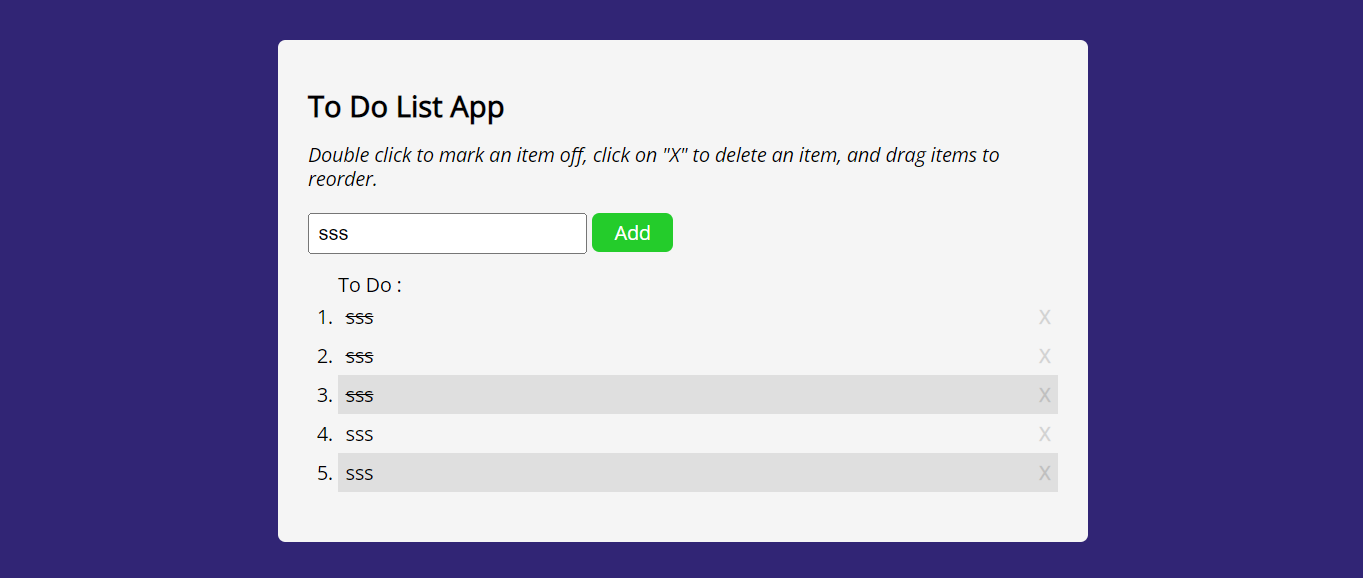 To Do List App
Double click to mark an item off, click on "X" to delete an item, and drag items to
reorder.
sss Add
To Do :
1. sss X
2. sss X
3. sss X
4. sss X
5. sss X